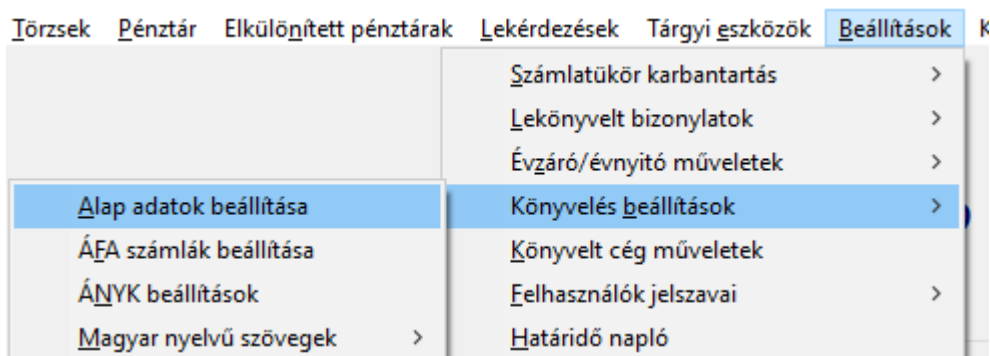 Törzsek Pénztár Elkülönített pénztárak Lekérdezések Tárgyi eszközök Beállítások
Számlatükör karbantartás
Lekönyvelt bizonylatok
Évzáró/évnyitó műveletek
Könyvelés beállítások
Könyvelt cég műveletek
Felhasználók jelszavai
Határidő napló
Alap adatok beállítása
ÁFA számlák beállítása
ÁNYK beállítások
Magyar nyelvű szövegek